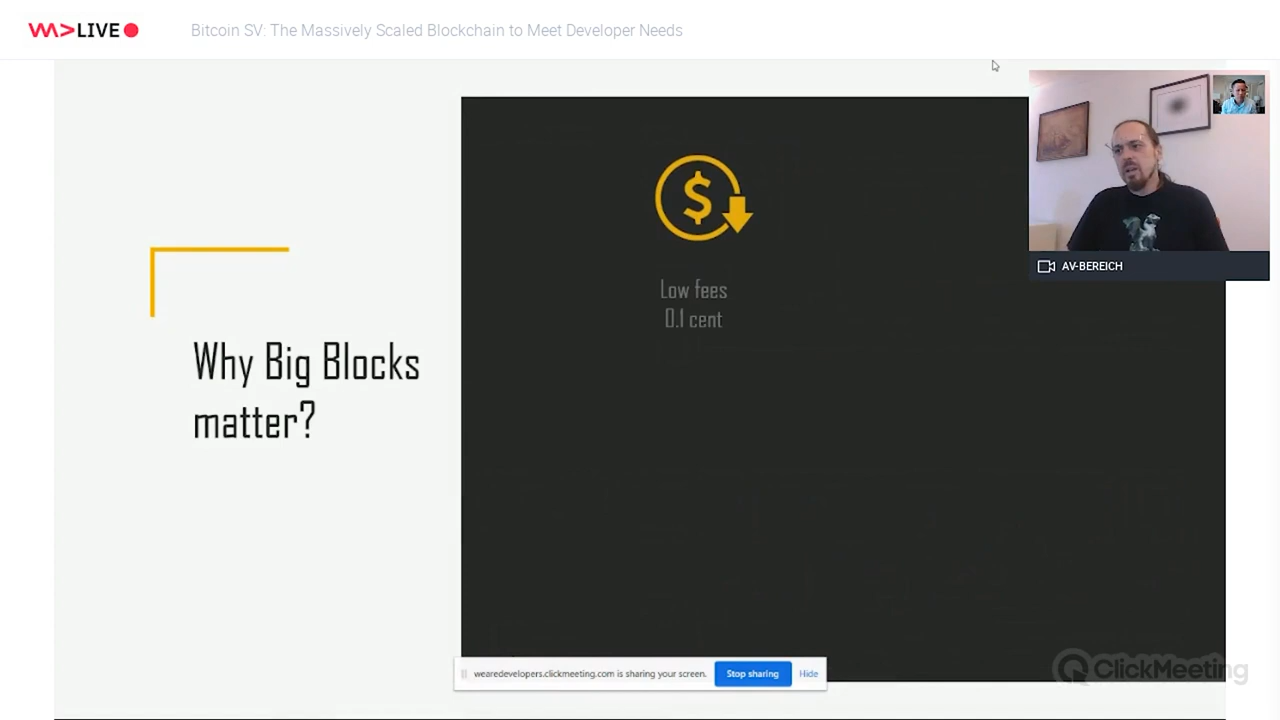 LIVE
Bitcoin SV: The Massively Scaled Blockchain to Meet Developer Needs
AV-BEREICH
$
Low fees
0.1 cent
Why Big Blocks
matter?
wearedevelopers.clickmeeting.com is sharing your screen.
Stop sharing
Hide
ClickMeeting